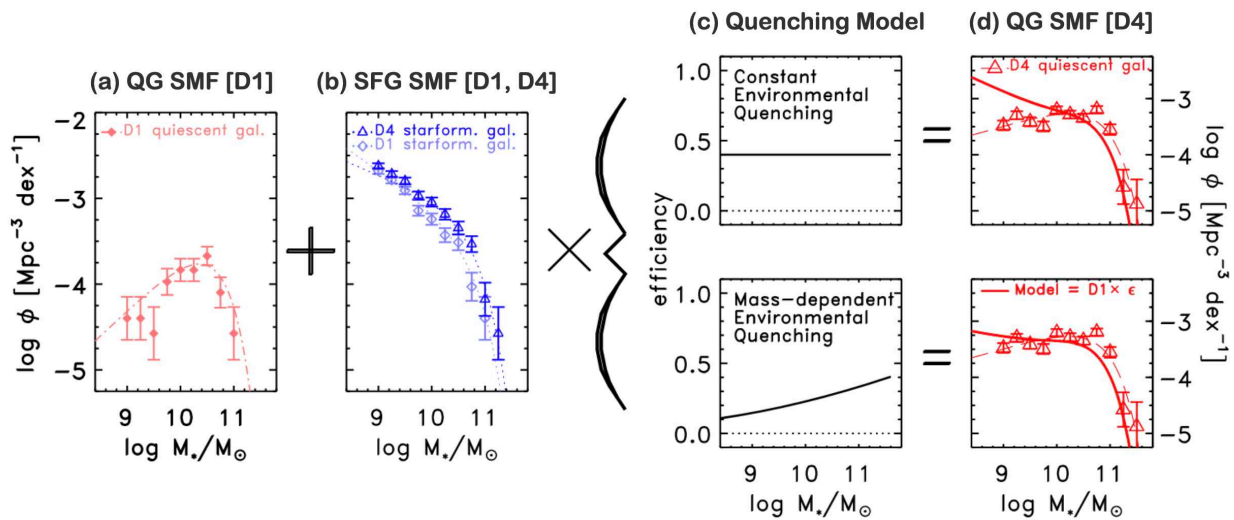 (a) QG SMF [D1]
D1 quiescent gal.
-2
-3
-4
-5
log ϕ [Mpc⁻³ dex⁻¹]
9 10 11
log M*/M⊙
+
(b) SFG SMF [D1, D4]
D4 starform. gal.
D1 starform. gal.
9 10 11
log M*/M⊙
×
(c) Quenching Model
1.0
0.5
0.0
Constant
Environmental
Quenching
efficiency
1.0
0.5
0.0
Mass-dependent
Environmental
Quenching
9 10 11
log M*/M⊙
=
=
(d) QG SMF [D4]
D4 quiescent gal.
-3
-4
-5
Model = D1× ϵ
-3
-4
-5
log ϕ [Mpc⁻³ dex⁻¹]
9 10 11
log M*/M⊙